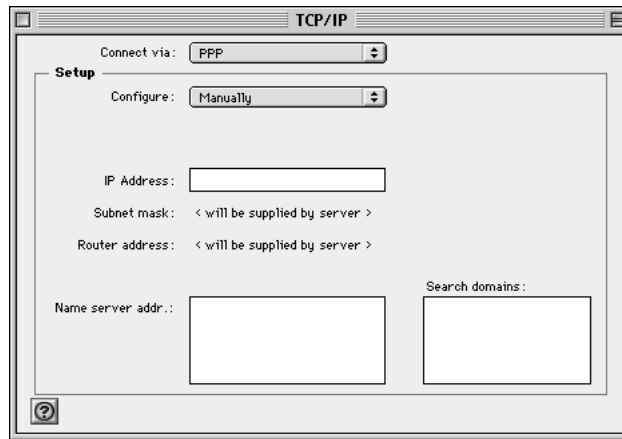 TCP/IP
Connect via: PPP
Setup
Configure: Manually
IP Address:
Subnet mask: < will be supplied by server >
Router address: < will be supplied by server >
Search domains:
Name server addr.:
?